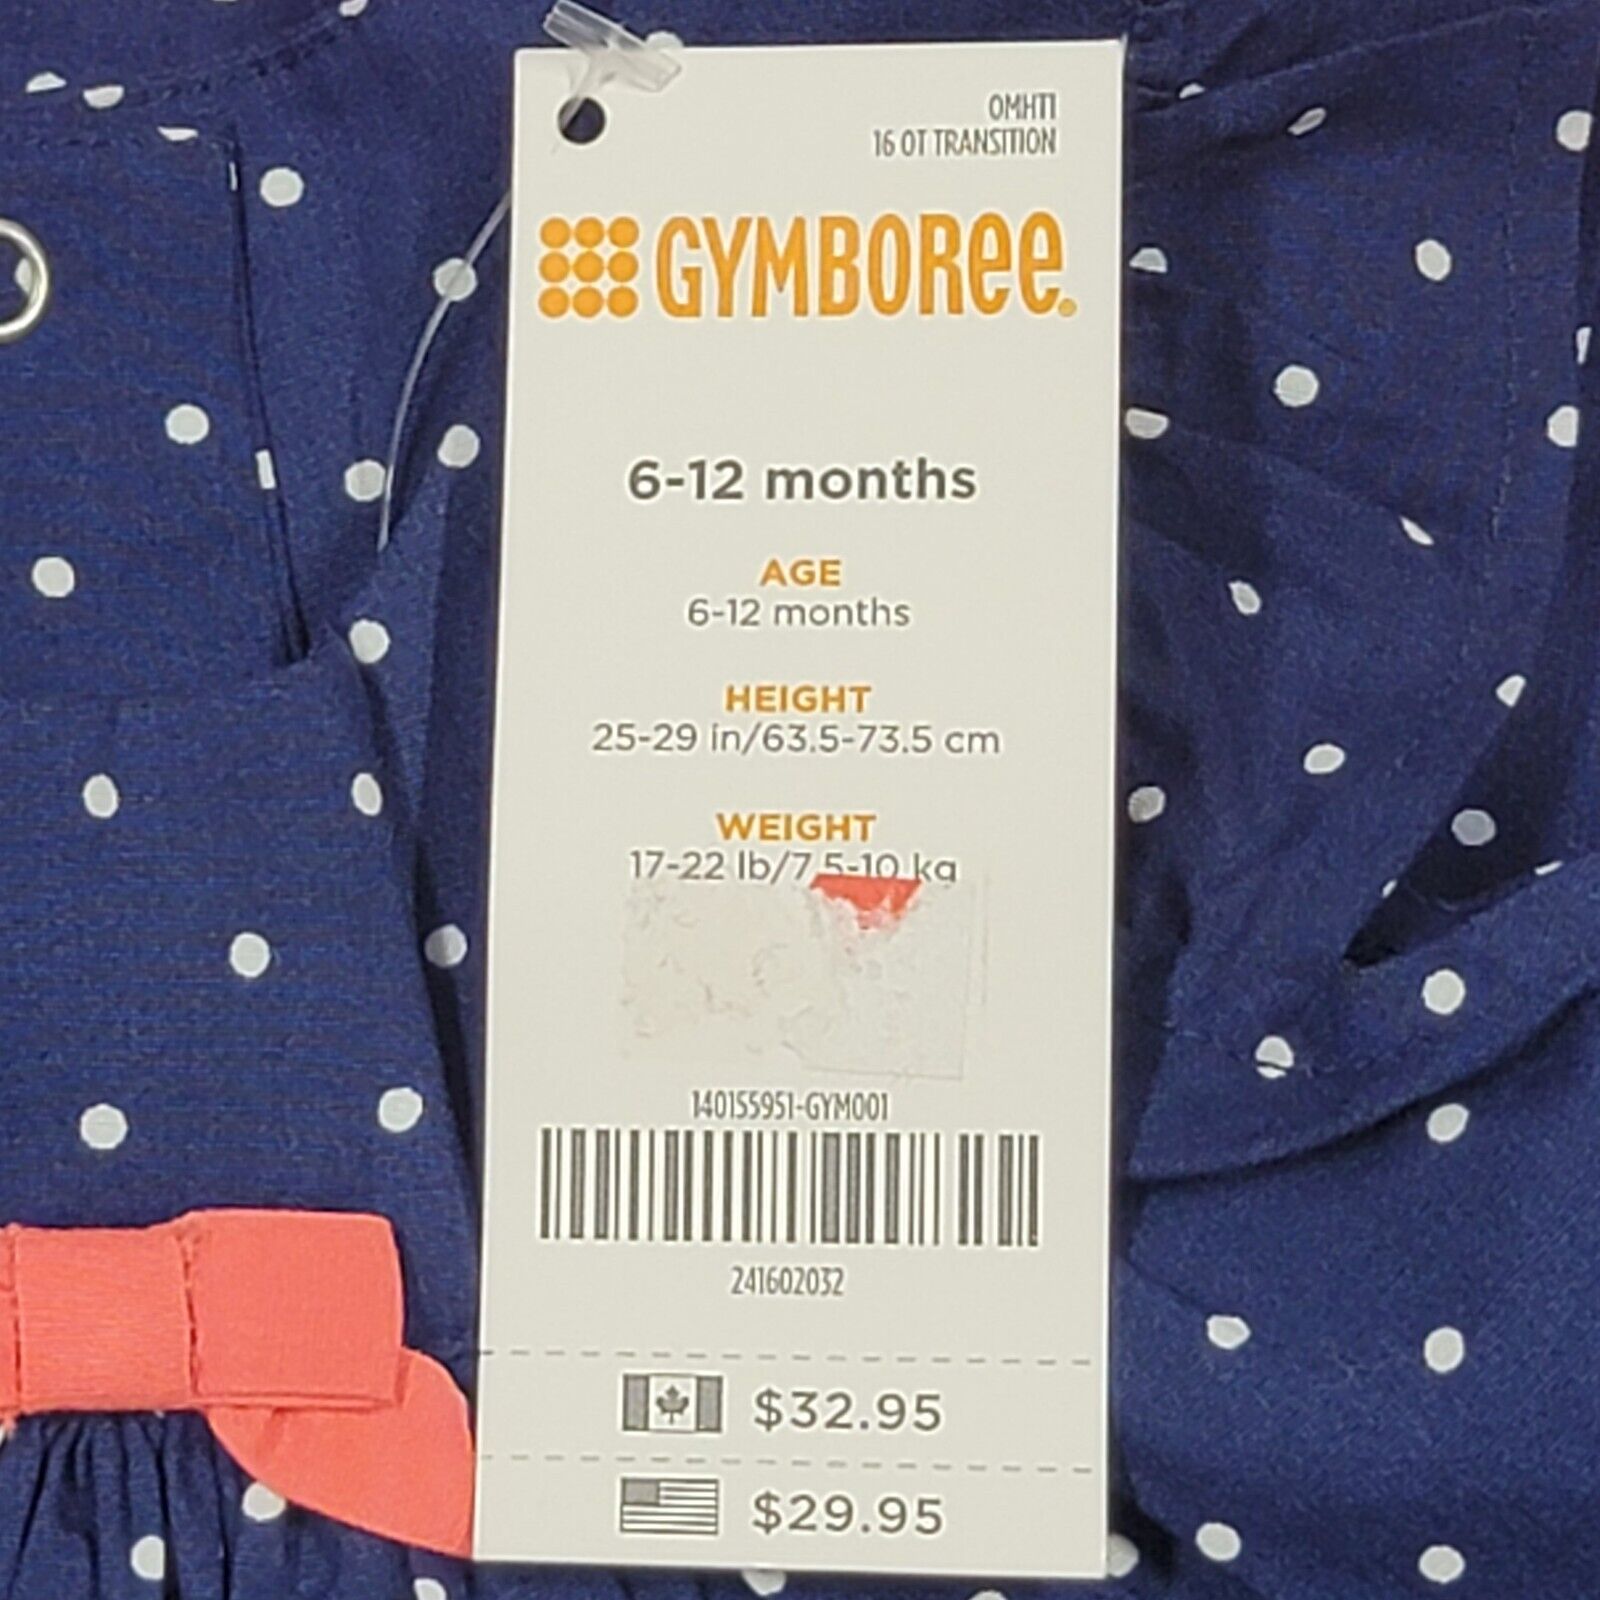 OMHTI
16 OT TRANSITION
GYMBOREE
6-12 months
AGE
6-12 months
HEIGHT
25-29 in/63.5-73.5 cm
WEIGHT
17-22 lb/7.5-10 kg
140155951-GYM001
241602032
$32.95
$29.95